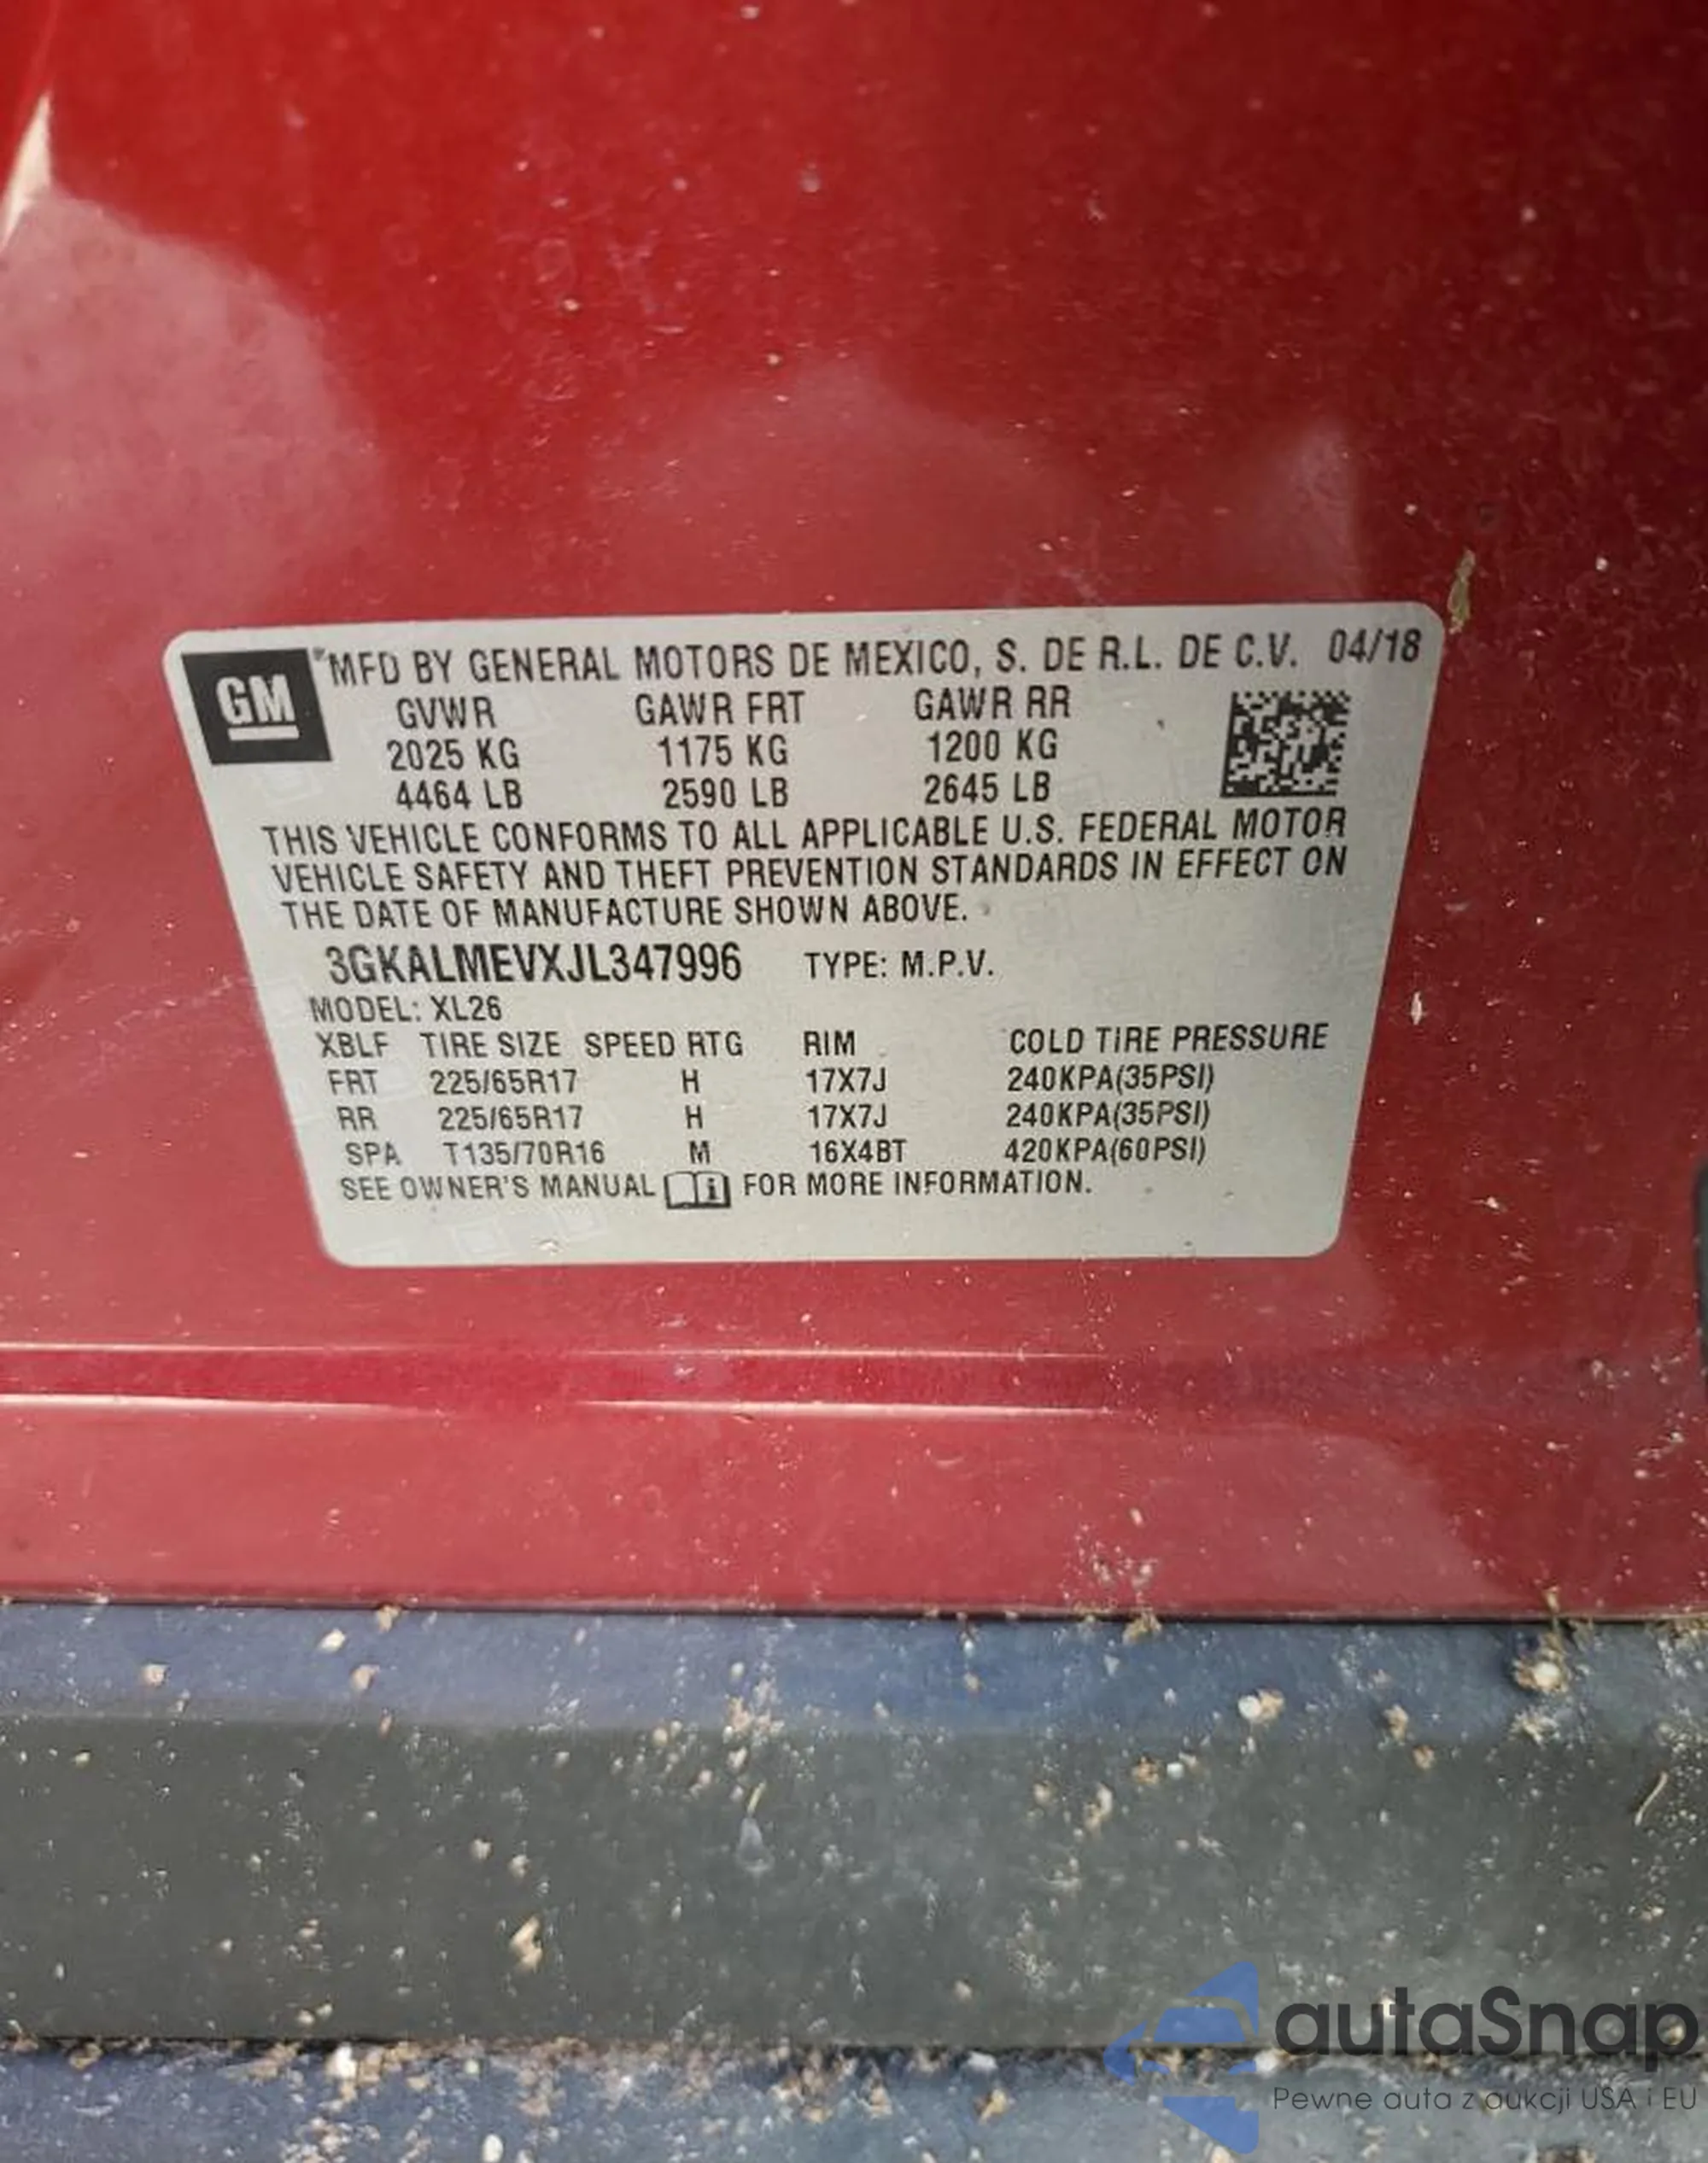 GM
MFD BY GENERAL MOTORS DE MEXICO, S. DE R.L. DE C.V. 04/18
GVWR GAWR FRT GAWR RR
2025 KG 1175 KG 1200 KG
4464 LB 2590 LB 2645 LB
THIS VEHICLE CONFORMS TO ALL APPLICABLE U.S. FEDERAL MOTOR
VEHICLE SAFETY AND THEFT PREVENTION STANDARDS IN EFFECT ON
THE DATE OF MANUFACTURE SHOWN ABOVE.
3GKALMEVXJL347996 TYPE: M.P.V.
MODEL: XL26
XBLF TIRE SIZE SPEED RTG RIM COLD TIRE PRESSURE
FRT 225/65R17 H 17X7J 240KPA(35PSI)
RR 225/65R17 H 17X7J 240KPA(35PSI)
SPA T135/70R16 M 16X4BT 420KPA(60PSI)
SEE OWNER'S MANUAL FOR MORE INFORMATION.
autaSnap
Pewne auta z aukcji USA i EU